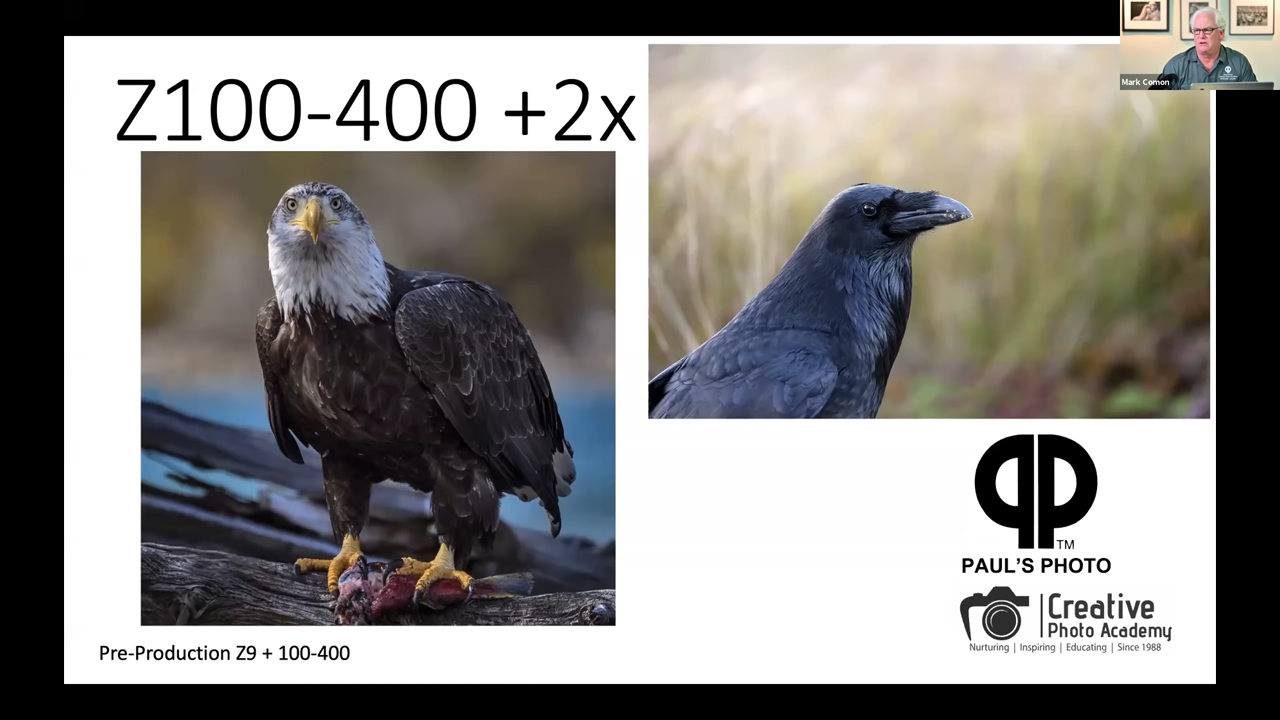 Z100-400 +2x
Mark Comon
TM
PAUL'S PHOTO
Creative
Photo Academy
Nurturing | Inspiring | Educating | Since 1988
Pre-Production Z9 + 100-400